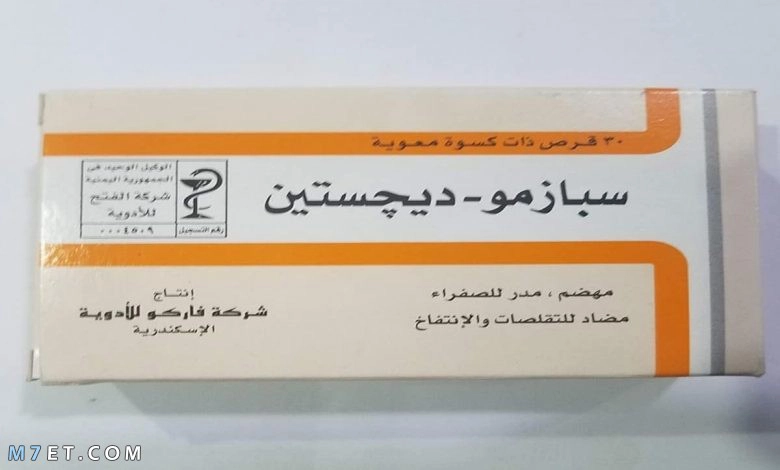 ٣٠ قرص ذات كسوة معوية
سبازمو-ديچستين
الوكيل الوحيد في
الجمهورية اليمنية
شركة الفتح
للأدوية
رقم التسجيل
٠٠٠٤٥٠٩
مهضم ، مدر للصفراء
مضاد للتقلصات والإنتفاخ
إنتاج
شركة فاركو للأدوية
الإسكندرية
M7ET.COM